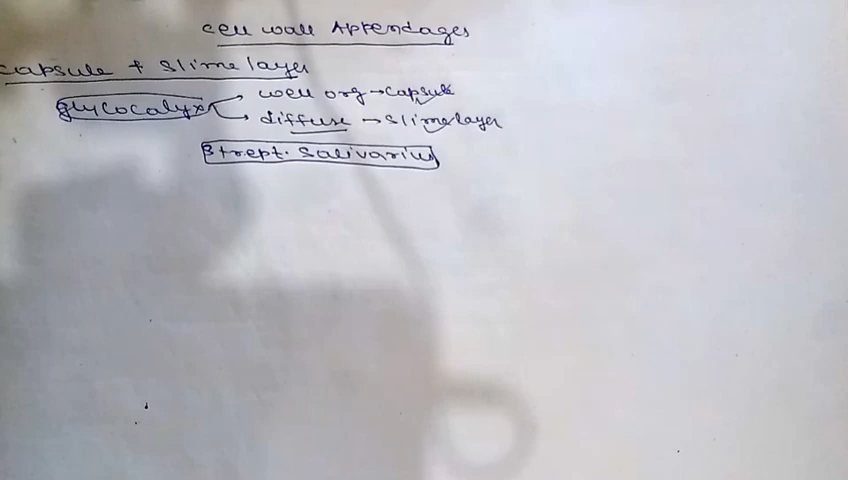 cell wall Appendages
capsule + slime layer
glycocalyx → well org → capsule
→ diffuse → slime layer
Strept. Salivarius